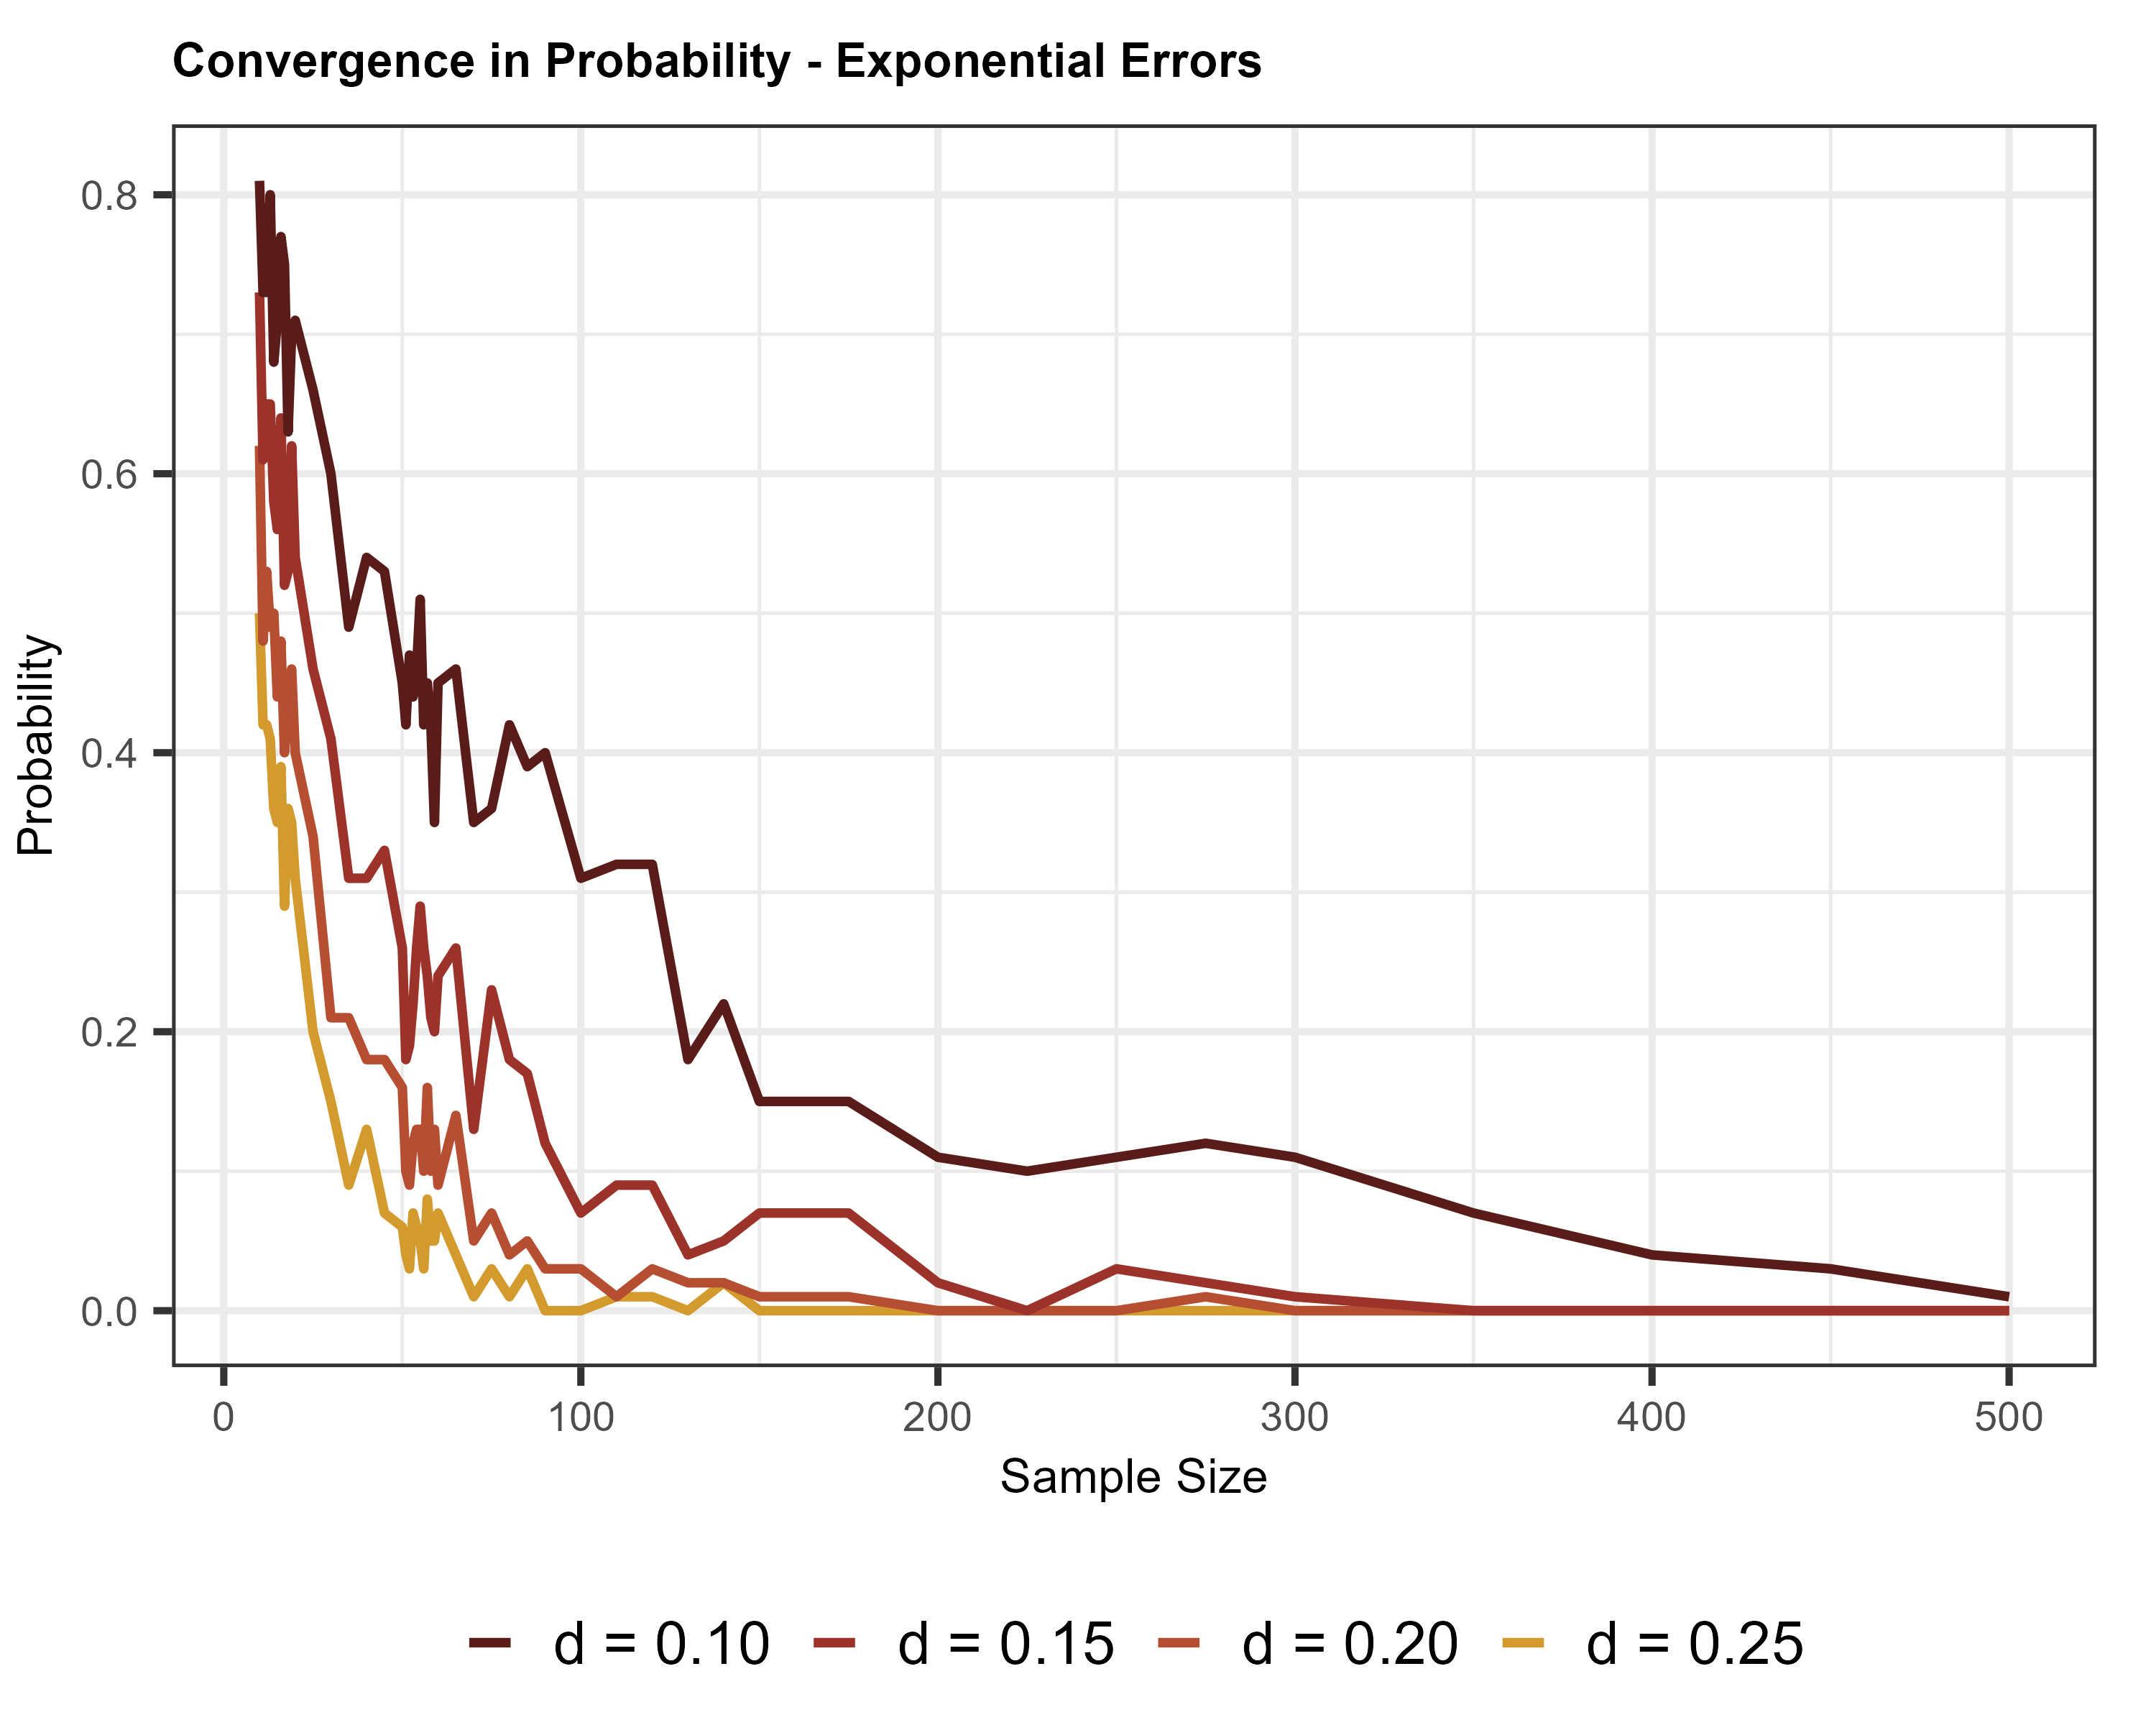 Convergence in Probability - Exponential Errors
Probability
0.8
0.6
0.4
0.2
0.0
0 100 200 300 400 500
Sample Size
d = 0.10 d = 0.15 d = 0.20 d = 0.25